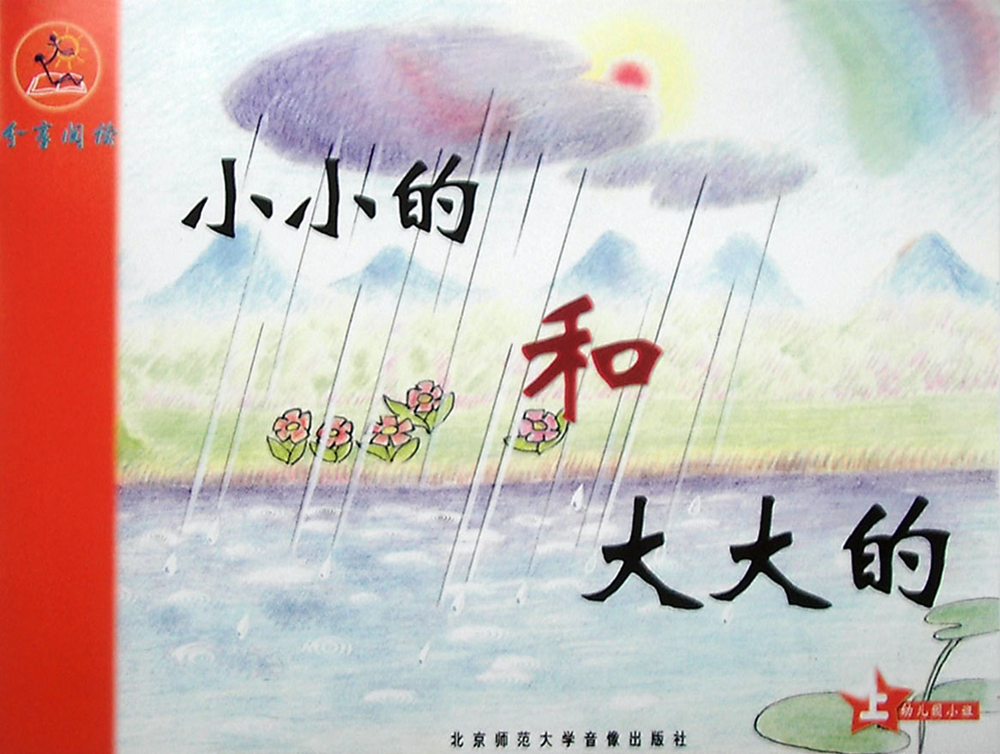 分享阅读
小小的
和
大大的
上
幼儿园小班
北京师范大学音像出版社